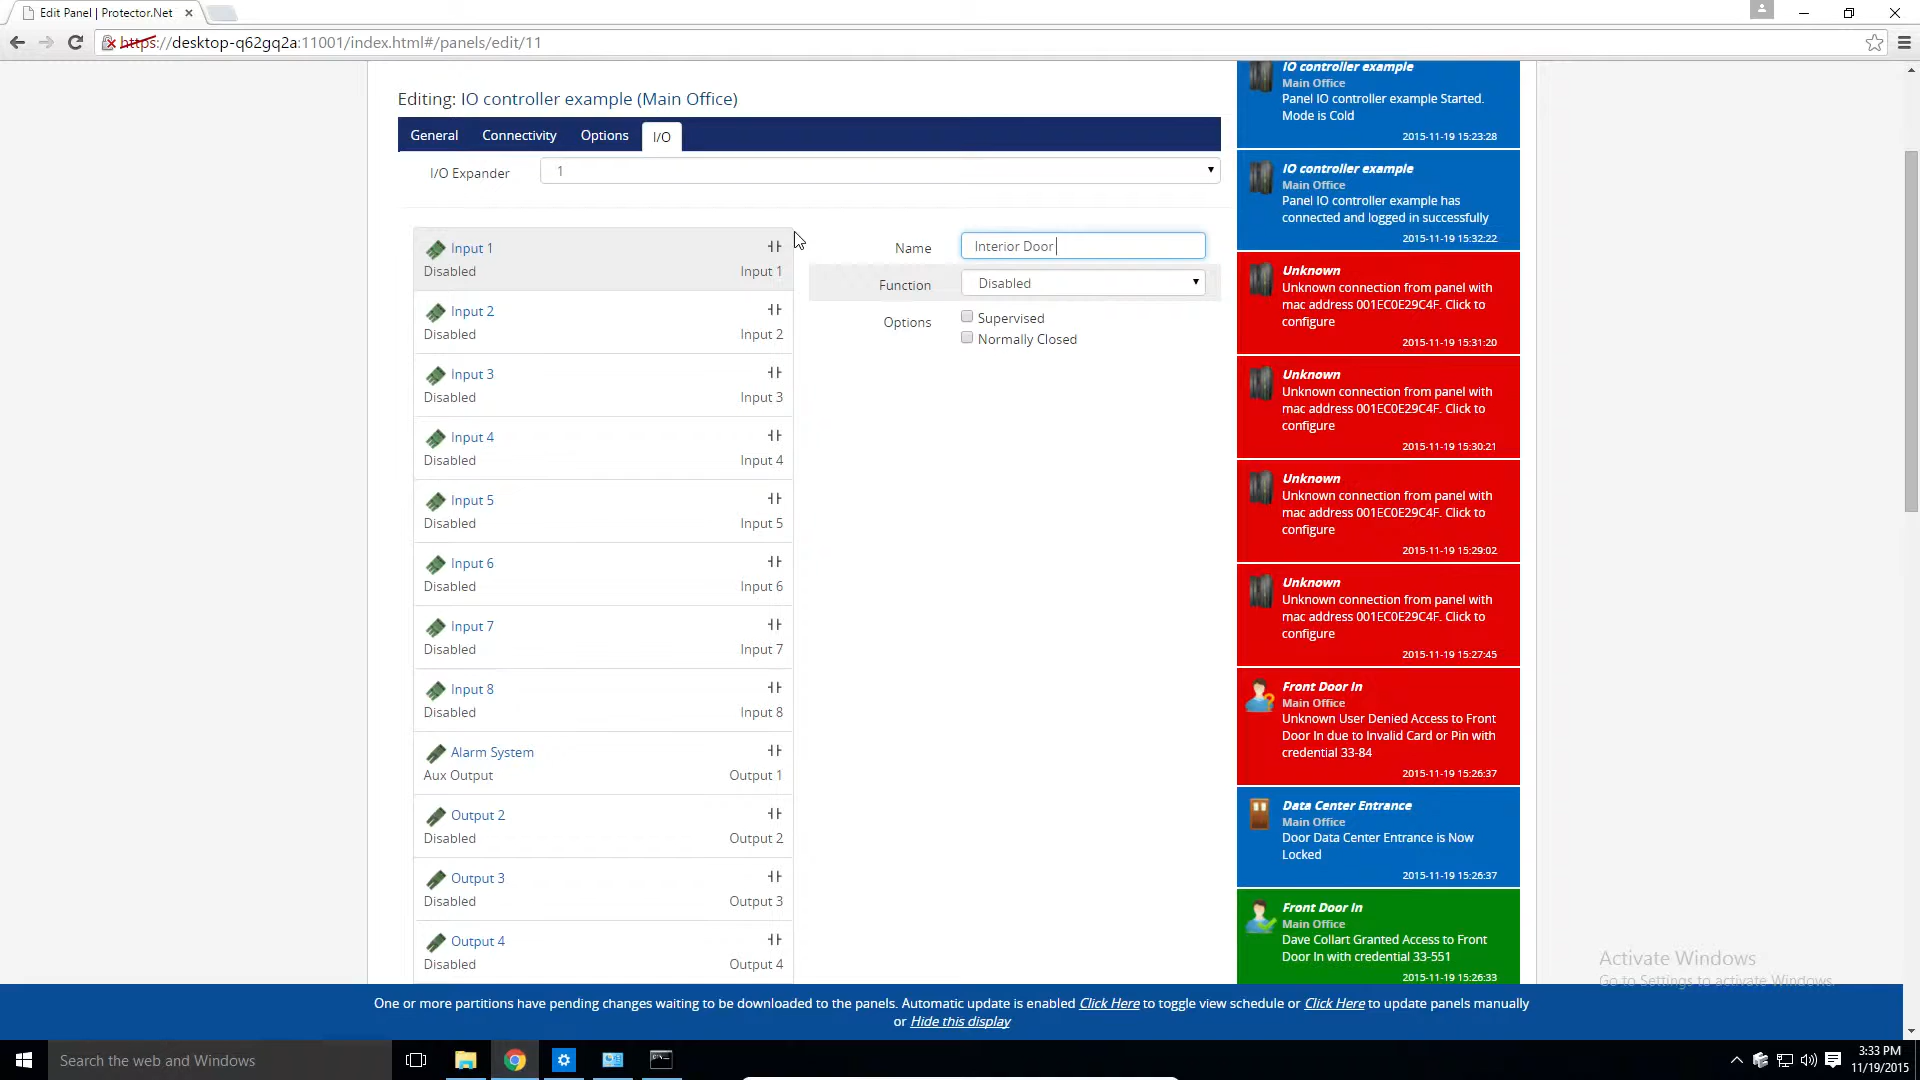 Edit Panel | Protector.Net
https://desktop-q62gq2a:11001/index.html#/panels/edit/11
Editing: IO controller example (Main Office)
General Connectivity Options I/O
I/O Expander 1
Input 1
Disabled Input 1
Input 2
Disabled Input 2
Input 3
Disabled Input 3
Input 4
Disabled Input 4
Input 5
Disabled Input 5
Input 6
Disabled Input 6
Input 7
Disabled Input 7
Input 8
Disabled Input 8
Alarm System
Aux Output Output 1
Output 2
Disabled Output 2
Output 3
Disabled Output 3
Output 4
Disabled Output 4
Name Interior Door
Function Disabled
Options Supervised
Normally Closed
IO controller example
Main Office
Panel IO controller example Started.
Mode is Cold
2015-11-19 15:23:28
IO controller example
Main Office
Panel IO controller example has
connected and logged in successfully
2015-11-19 15:32:22
Unknown
Unknown connection from panel with
mac address 001EC0E29C4F. Click to
configure
2015-11-19 15:31:20
Unknown
Unknown connection from panel with
mac address 001EC0E29C4F. Click to
configure
2015-11-19 15:30:21
Unknown
Unknown connection from panel with
mac address 001EC0E29C4F. Click to
configure
2015-11-19 15:29:02
Unknown
Unknown connection from panel with
mac address 001EC0E29C4F. Click to
configure
2015-11-19 15:27:45
Front Door In
Main Office
Unknown User Denied Access to Front
Door In due to Invalid Card or Pin with
credential 33-84
2015-11-19 15:26:37
Data Center Entrance
Main Office
Door Data Center Entrance is Now
Locked
2015-11-19 15:26:37
Front Door In
Main Office
Dave Collart Granted Access to Front
Door In with credential 33-551
2015-11-19 15:26:33
Activate Windows
Go to Settings to activate Windows.
One or more partitions have pending changes waiting to be downloaded to the panels. Automatic update is enabled Click Here to toggle view schedule or Click Here to update panels manually
or Hide this display
Search the web and Windows
3:33 PM
11/19/2015